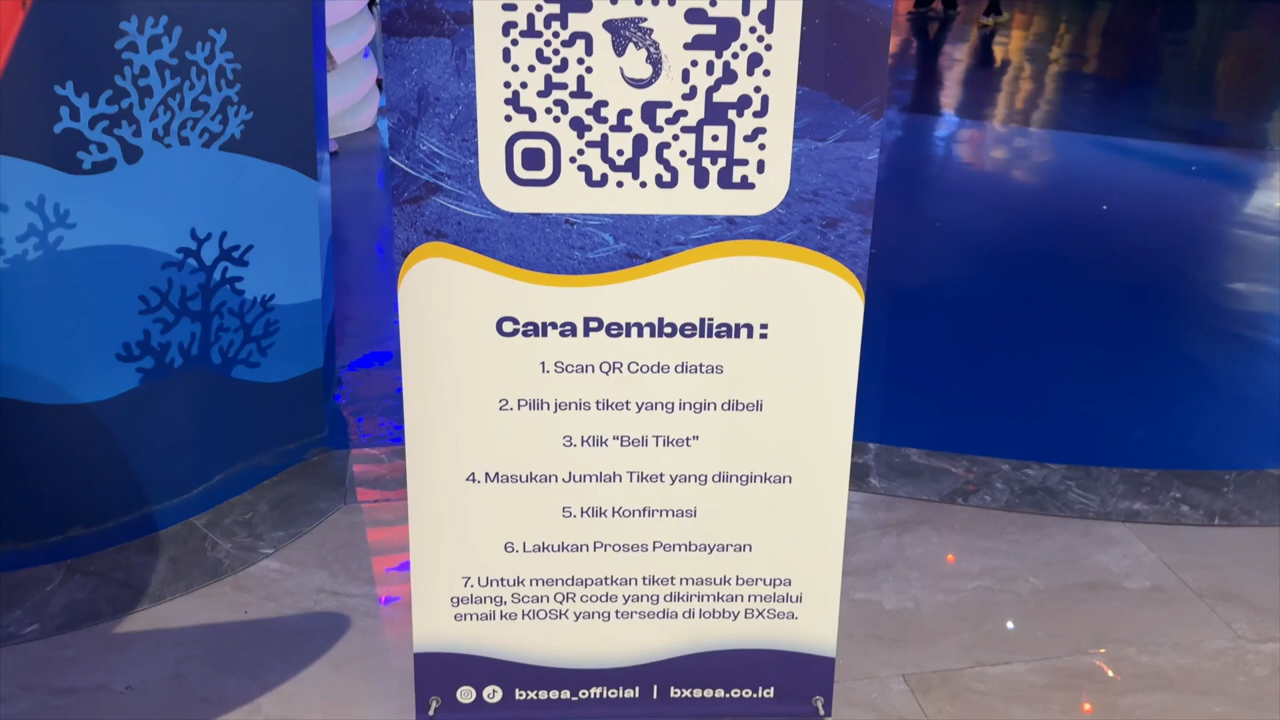 Cara Pembelian :
1. Scan QR Code diatas
2. Pilih jenis tiket yang ingin dibeli
3. Klik “Beli Tiket”
4. Masukan Jumlah Tiket yang diinginkan
5. Klik Konfirmasi
6. Lakukan Proses Pembayaran
7. Untuk mendapatkan tiket masuk berupa
gelang, Scan QR code yang dikirimkan melalui
email ke KIOSK yang tersedia di lobby BXSea.
bxsea_official | bxsea.co.id